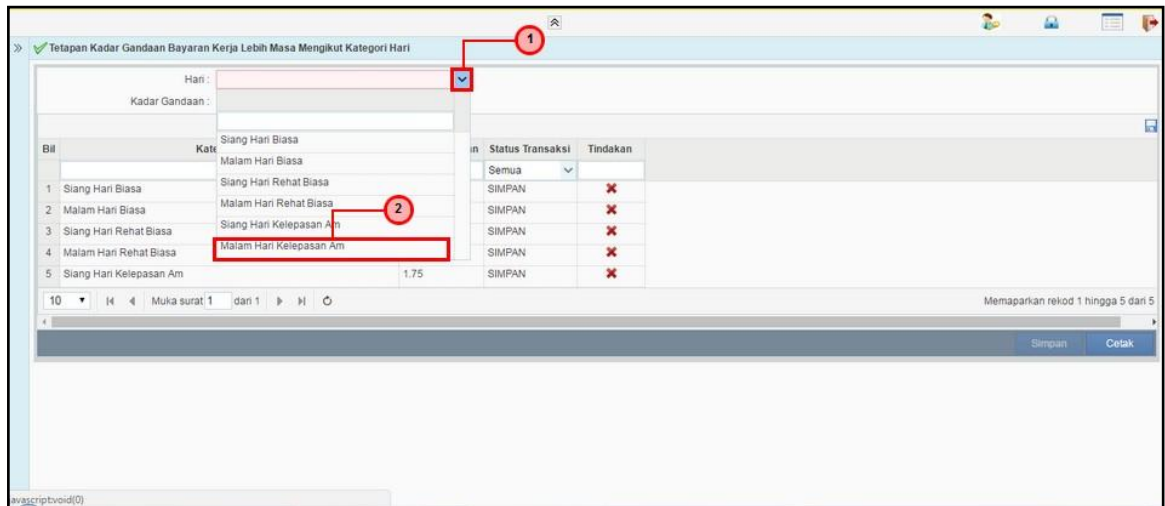 1
Tetapan Kadar Gandaan Bayaran Kerja Lebih Masa Mengikut Kategori Hari
Hari :
Kadar Gandaan :
Siang Hari Biasa
Malam Hari Biasa
Siang Hari Rehat Biasa
Malam Hari Rehat Biasa
2
Siang Hari Kelepasan Am
Malam Hari Kelepasan Am
Bil Kate an Status Transaksi Tindakan
Semua
1 Siang Hari Biasa SIMPAN
2 Malam Hari Biasa SIMPAN
3 Siang Hari Rehat Biasa SIMPAN
4 Malam Hari Rehat Biasa SIMPAN
5 Siang Hari Kelepasan Am 1.75 SIMPAN
10 Muka surat 1 dari 1 Memaparkan rekod 1 hingga 5 dari 5
Simpan Cetak
avascript:void(0)